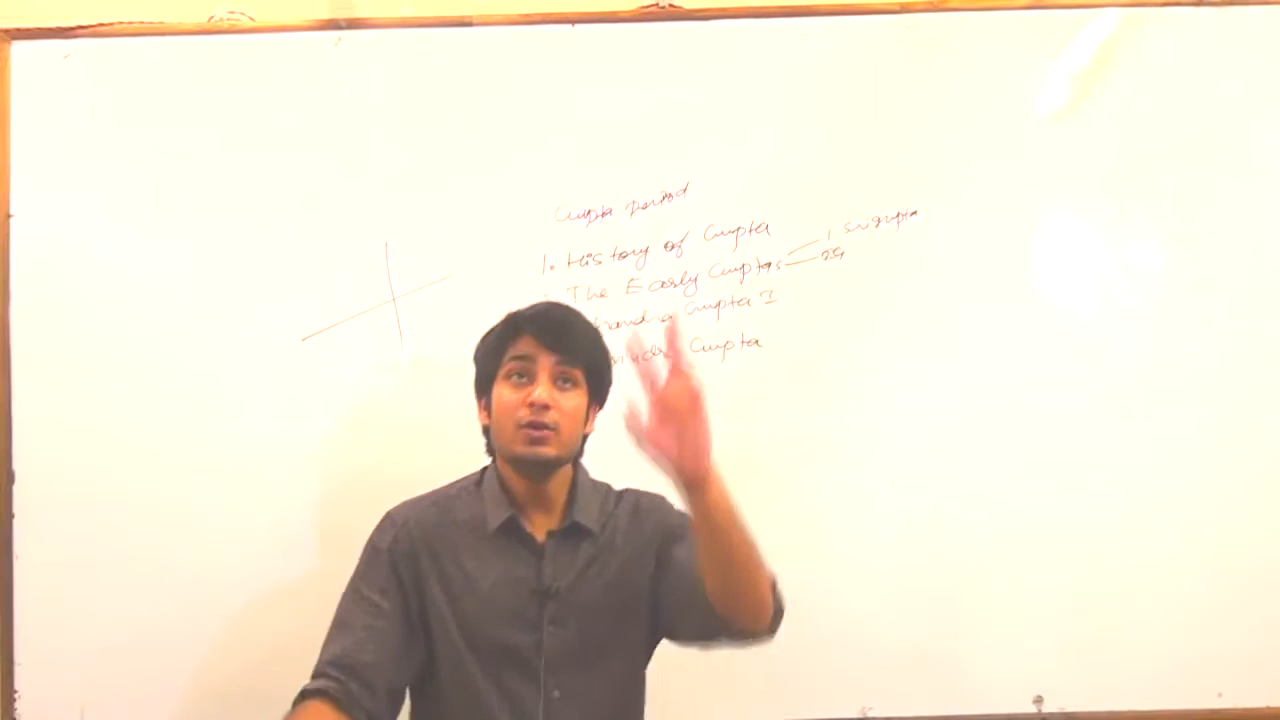 Gupta period
1. History of Gupta
The Early Guptas 1 Srigupta
Gupta I
Gupta